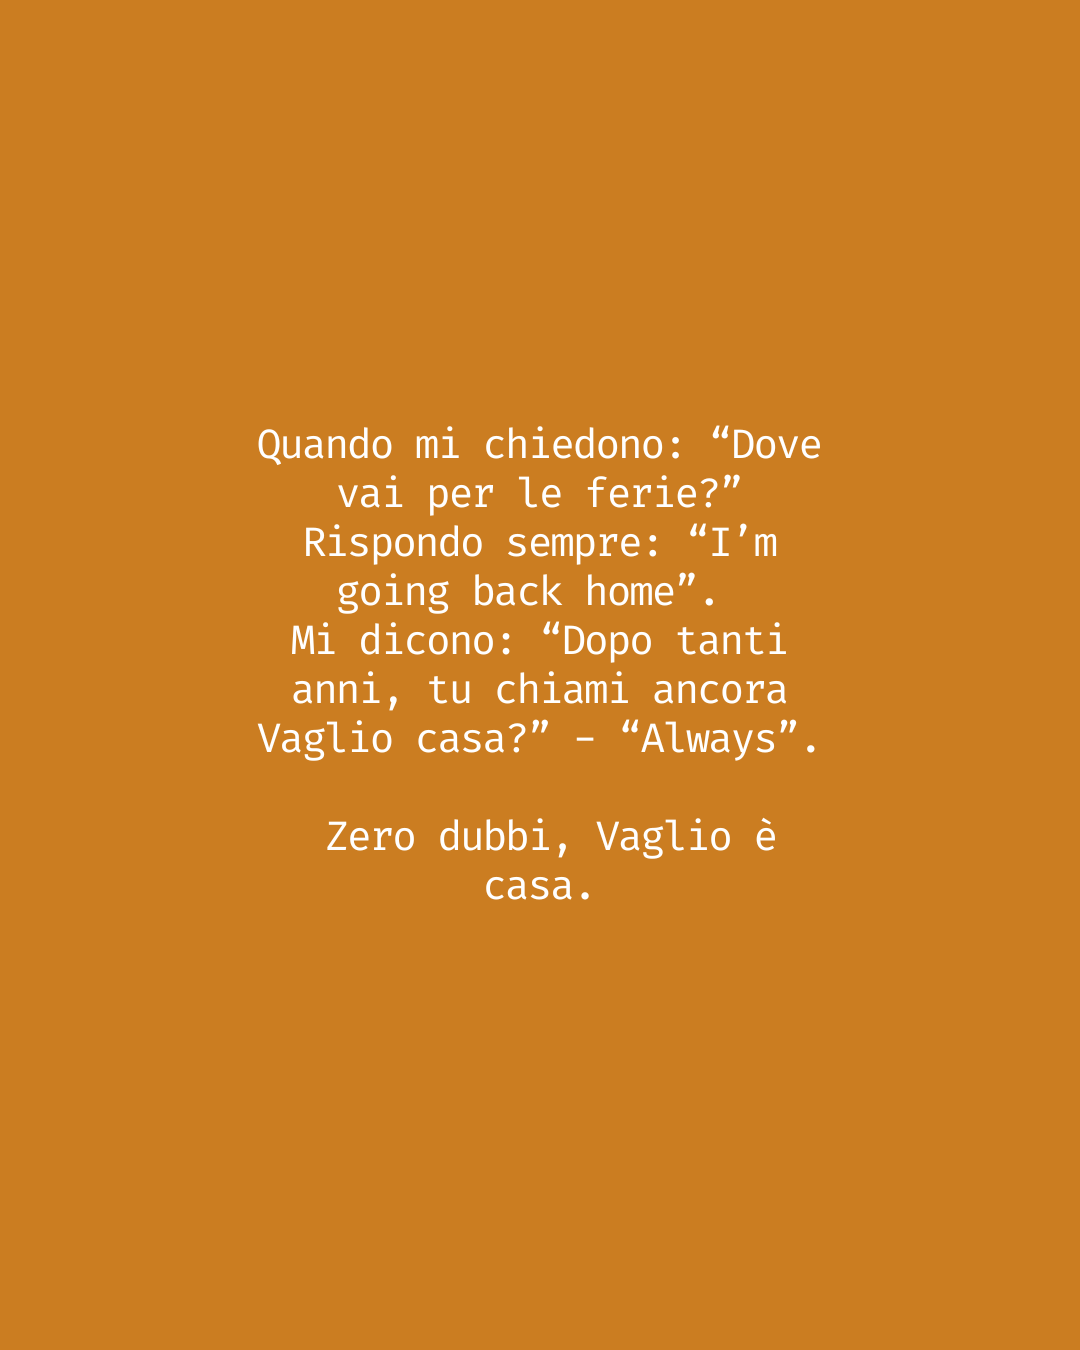 Quando mi chiedono: “Dove
vai per le ferie?”
Rispondo sempre: “I’m
going back home”.
Mi dicono: “Dopo tanti
anni, tu chiami ancora
Vaglio casa?” – “Always”.
Zero dubbi, Vaglio è
casa.